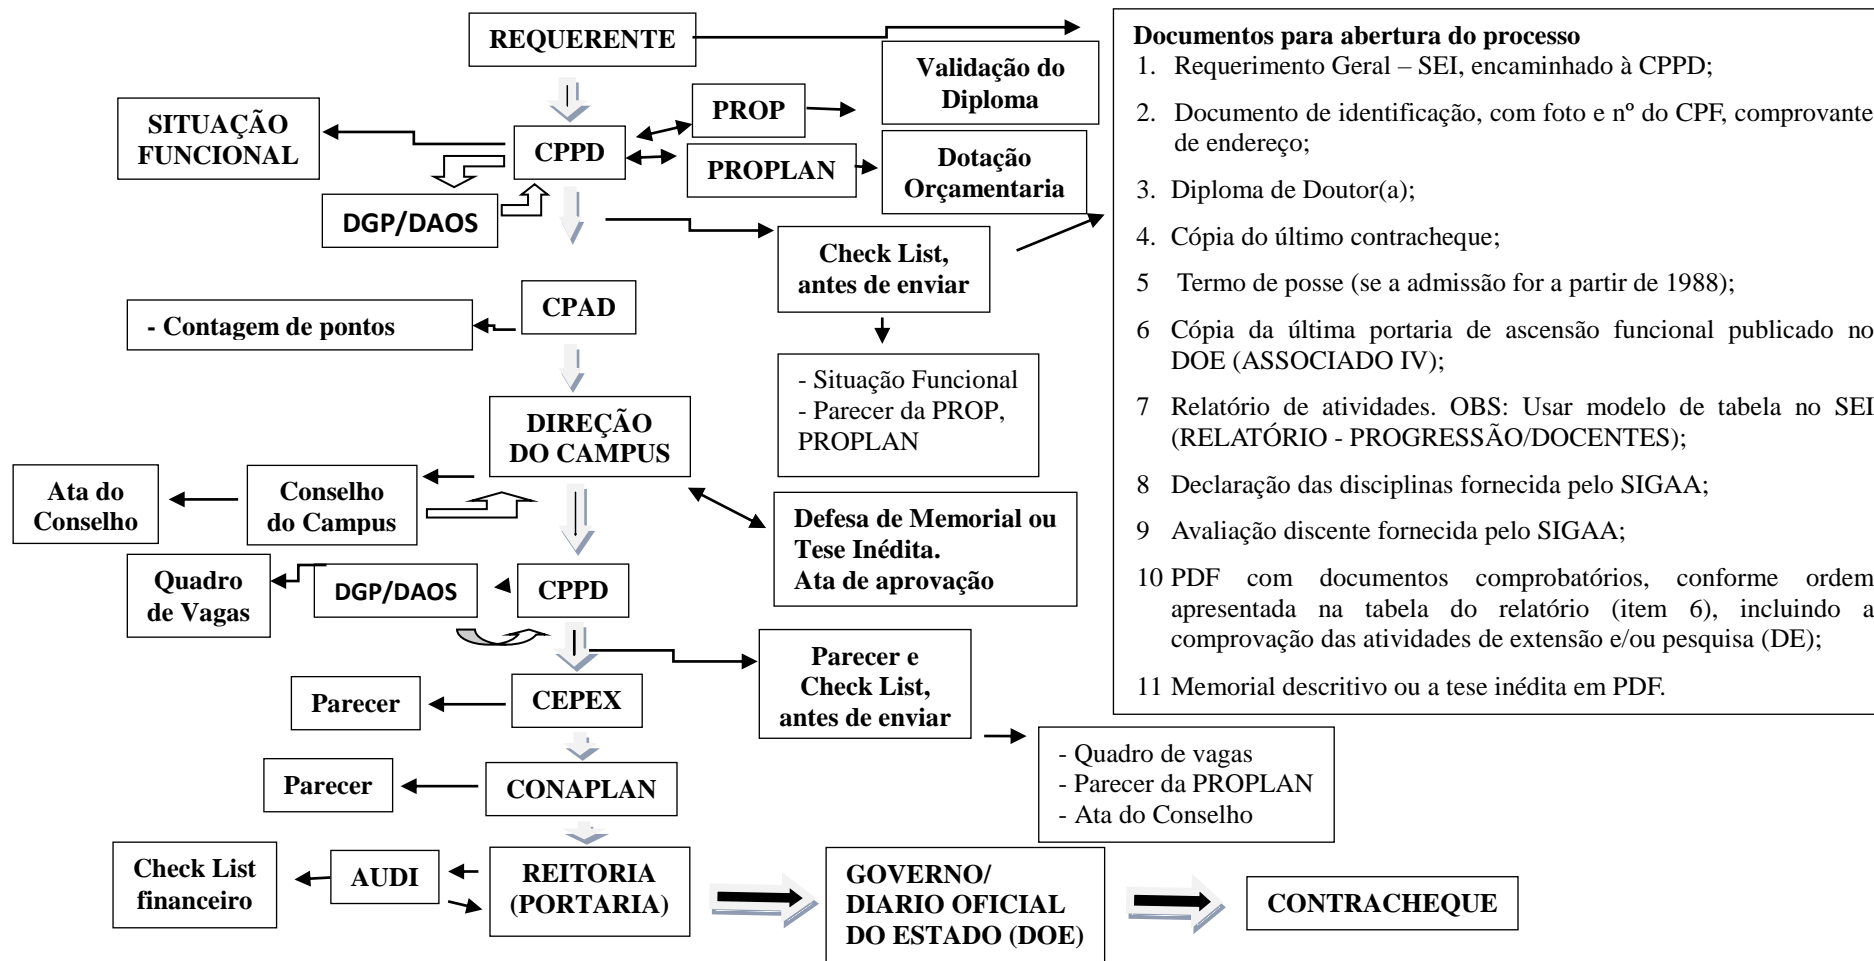 REQUERENTE
Validação do
Diploma
PROP
SITUAÇÃO
FUNCIONAL
CPPD
PROPLAN
Dotação
Orçamentaria
DGP/DAOS
Check List,
antes de enviar
CPAD
- Contagem de pontos
- Situação Funcional
- Parecer da PROP,
PROPLAN
DIREÇÃO
DO CAMPUS
Ata do
Conselho
Conselho
do Campus
Defesa de Memorial ou
Tese Inédita.
Ata de aprovação
Quadro
de Vagas
DGP/DAOS
CPPD
Parecer e
Check List,
antes de enviar
Parecer
CEPEX
- Quadro de vagas
- Parecer da PROPLAN
- Ata do Conselho
Parecer
CONAPLAN
Check List
financeiro
AUDI
REITORIA
(PORTARIA)
GOVERNO/
DIARIO OFICIAL
DO ESTADO (DOE)
CONTRACHEQUE
Documentos para abertura do processo
1. Requerimento Geral – SEI, encaminhado à CPPD;
2. Documento de identificação, com foto e nº do CPF, comprovante
de endereço;
3. Diploma de Doutor(a);
4. Cópia do último contracheque;
5 Termo de posse (se a admissão for a partir de 1988);
6 Cópia da última portaria de ascensão funcional publicado no
DOE (ASSOCIADO IV);
7 Relatório de atividades. OBS: Usar modelo de tabela no SEI
(RELATÓRIO - PROGRESSÃO/DOCENTES);
8 Declaração das disciplinas fornecida pelo SIGAA;
9 Avaliação discente fornecida pelo SIGAA;
10 PDF com documentos comprobatórios, conforme ordem
apresentada na tabela do relatório (item 6), incluindo a
comprovação das atividades de extensão e/ou pesquisa (DE);
11 Memorial descritivo ou a tese inédita em PDF.